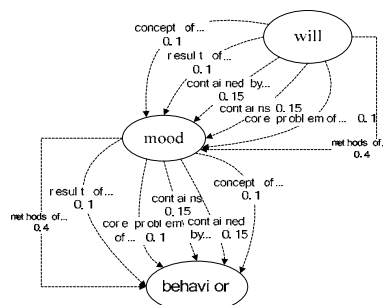 concept of...
0.1
will
result of...
0.1
contained by...
0.15
contains 0.15
core problem of... 0.1
methods of...
0.4
mood
result of...
0.1
methods of...
0.4
core problem
of... 0.1
contains
0.15
contained
by... 0.15
concept of...
0.1
behavior